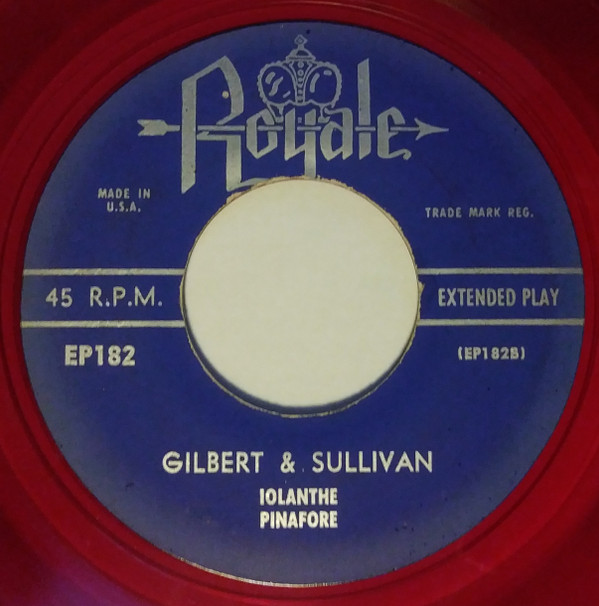 Royale
MADE IN
U.S.A.
TRADE MARK REG.
45 R.P.M.
EXTENDED PLAY
EP182
(EP182B)
GILBERT & SULLIVAN
IOLANTHE
PINAFORE